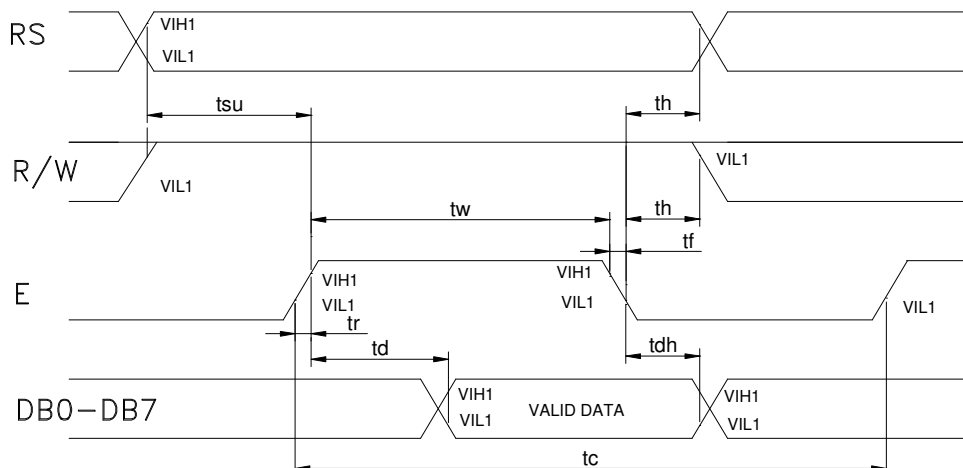 RS
VIH1
VIL1
tsu
th
R/W
VIL1
VIL1
tw
th
tf
E
VIH1
VIL1
VIH1
VIL1
VIL1
tr
td
tdh
DB0-DB7
VIH1
VIL1
VALID DATA
VIH1
VIL1
tc